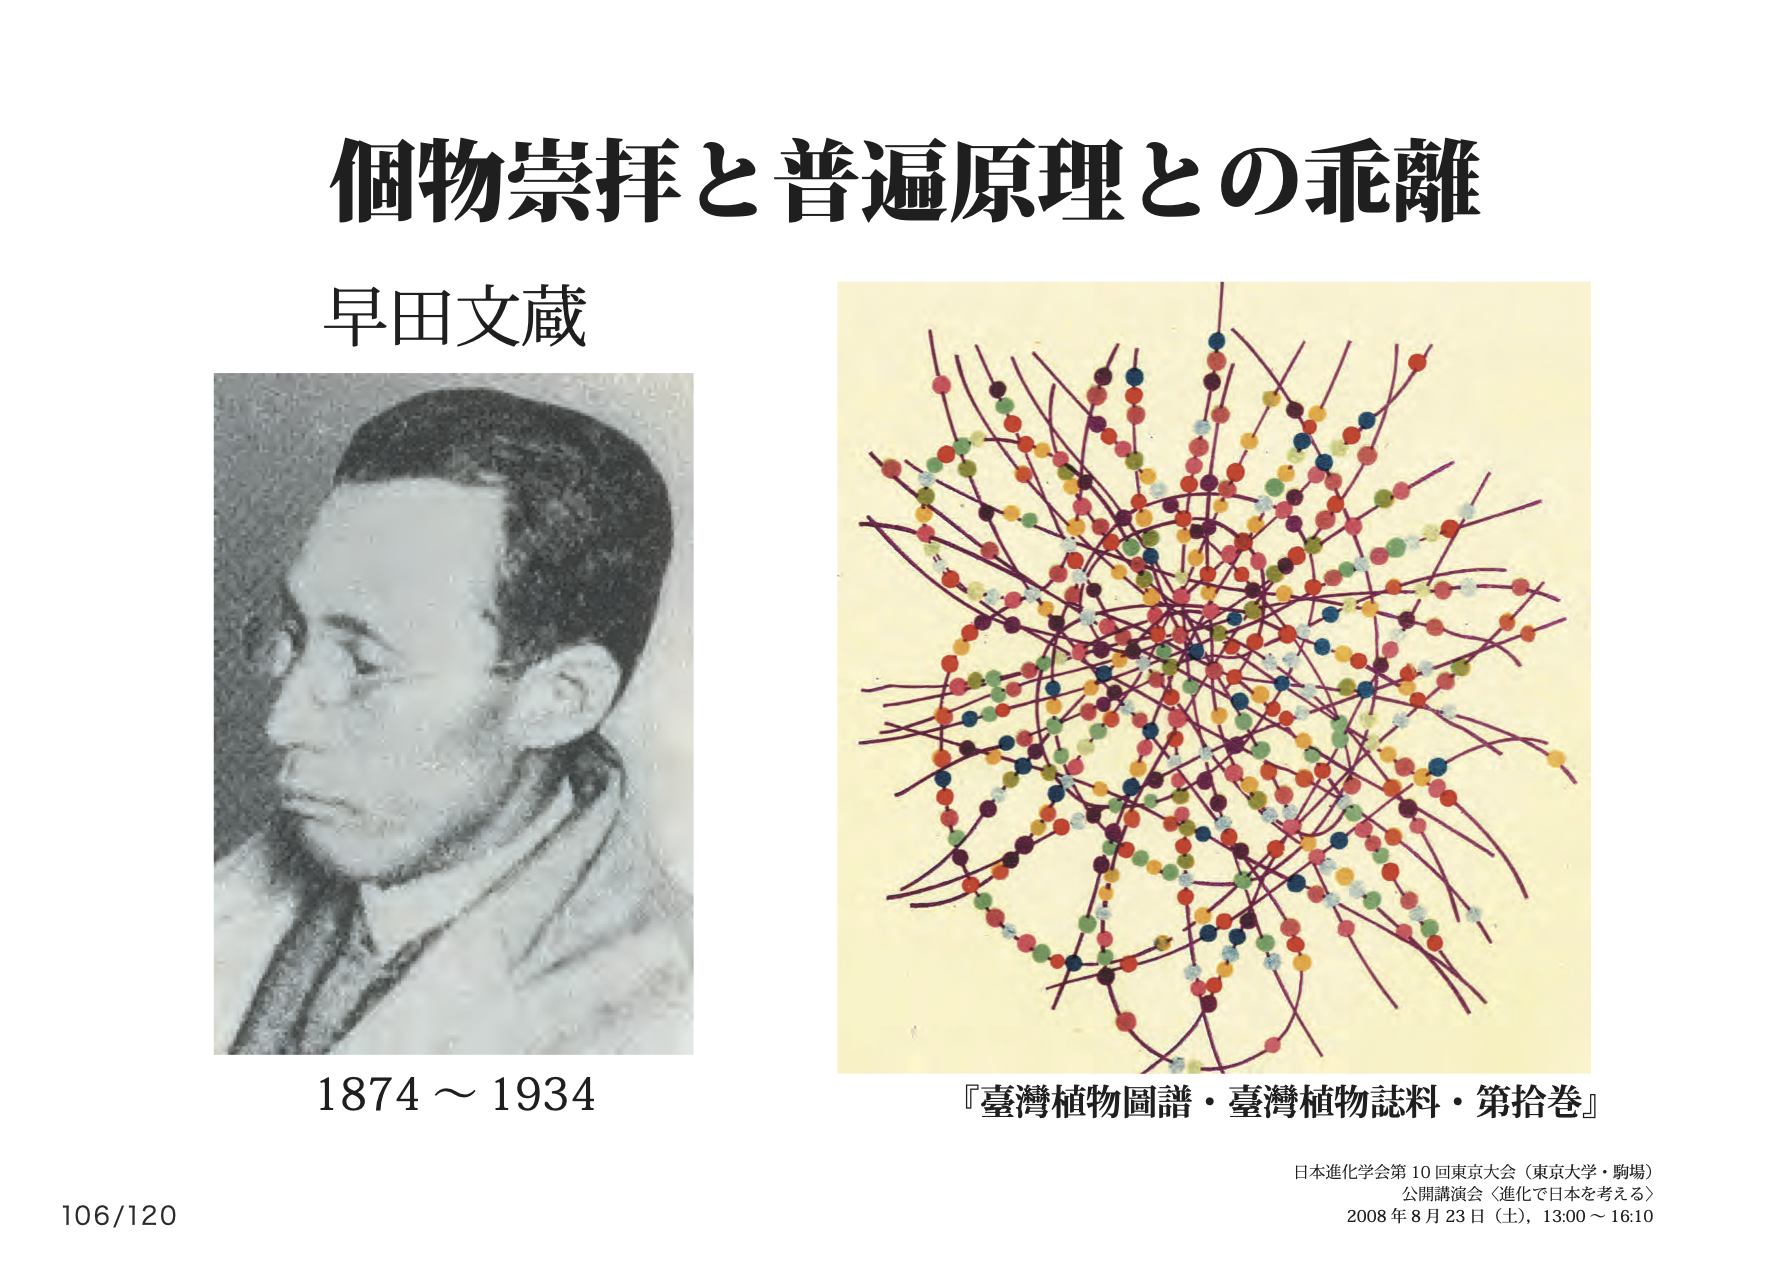 個物崇拝と普遍原理との乖離
早田文蔵
1874 〜 1934
『臺灣植物圖譜・臺灣植物誌料・第拾巻』
日本進化学会第 10 回東京大会（東京大学・駒場）
公開講演会〈進化で日本を考える〉
2008 年 8 月 23 日（土），13:00 〜 16:10
106/120